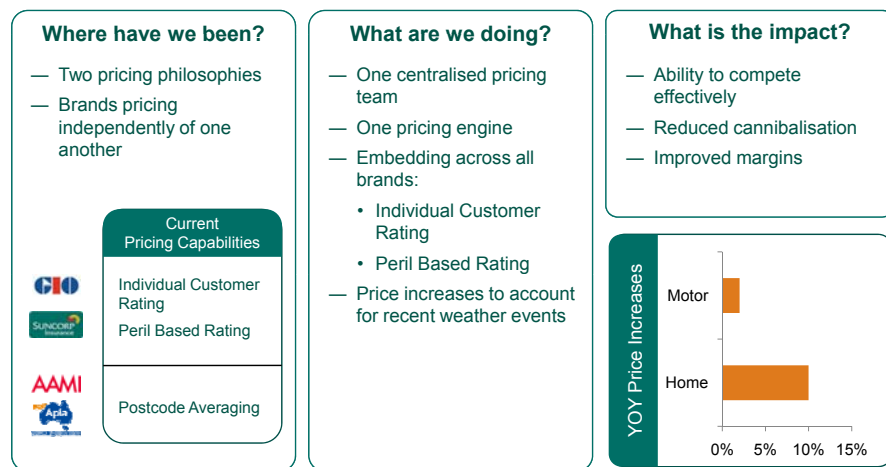 Where have we been?
— Two pricing philosophies
— Brands pricing
independently of one
another
Current
Pricing Capabilities
GIO
SUNCORP
Insurance
Individual Customer
Rating
Peril Based Rating
AAMI
Apia
Postcode Averaging
What are we doing?
— One centralised pricing
team
— One pricing engine
— Embedding across all
brands:
• Individual Customer
Rating
• Peril Based Rating
— Price increases to account
for recent weather events
What is the impact?
— Ability to compete
effectively
— Reduced cannibalisation
— Improved margins
YOY Price Increases
Motor
Home
0% 5% 10% 15%